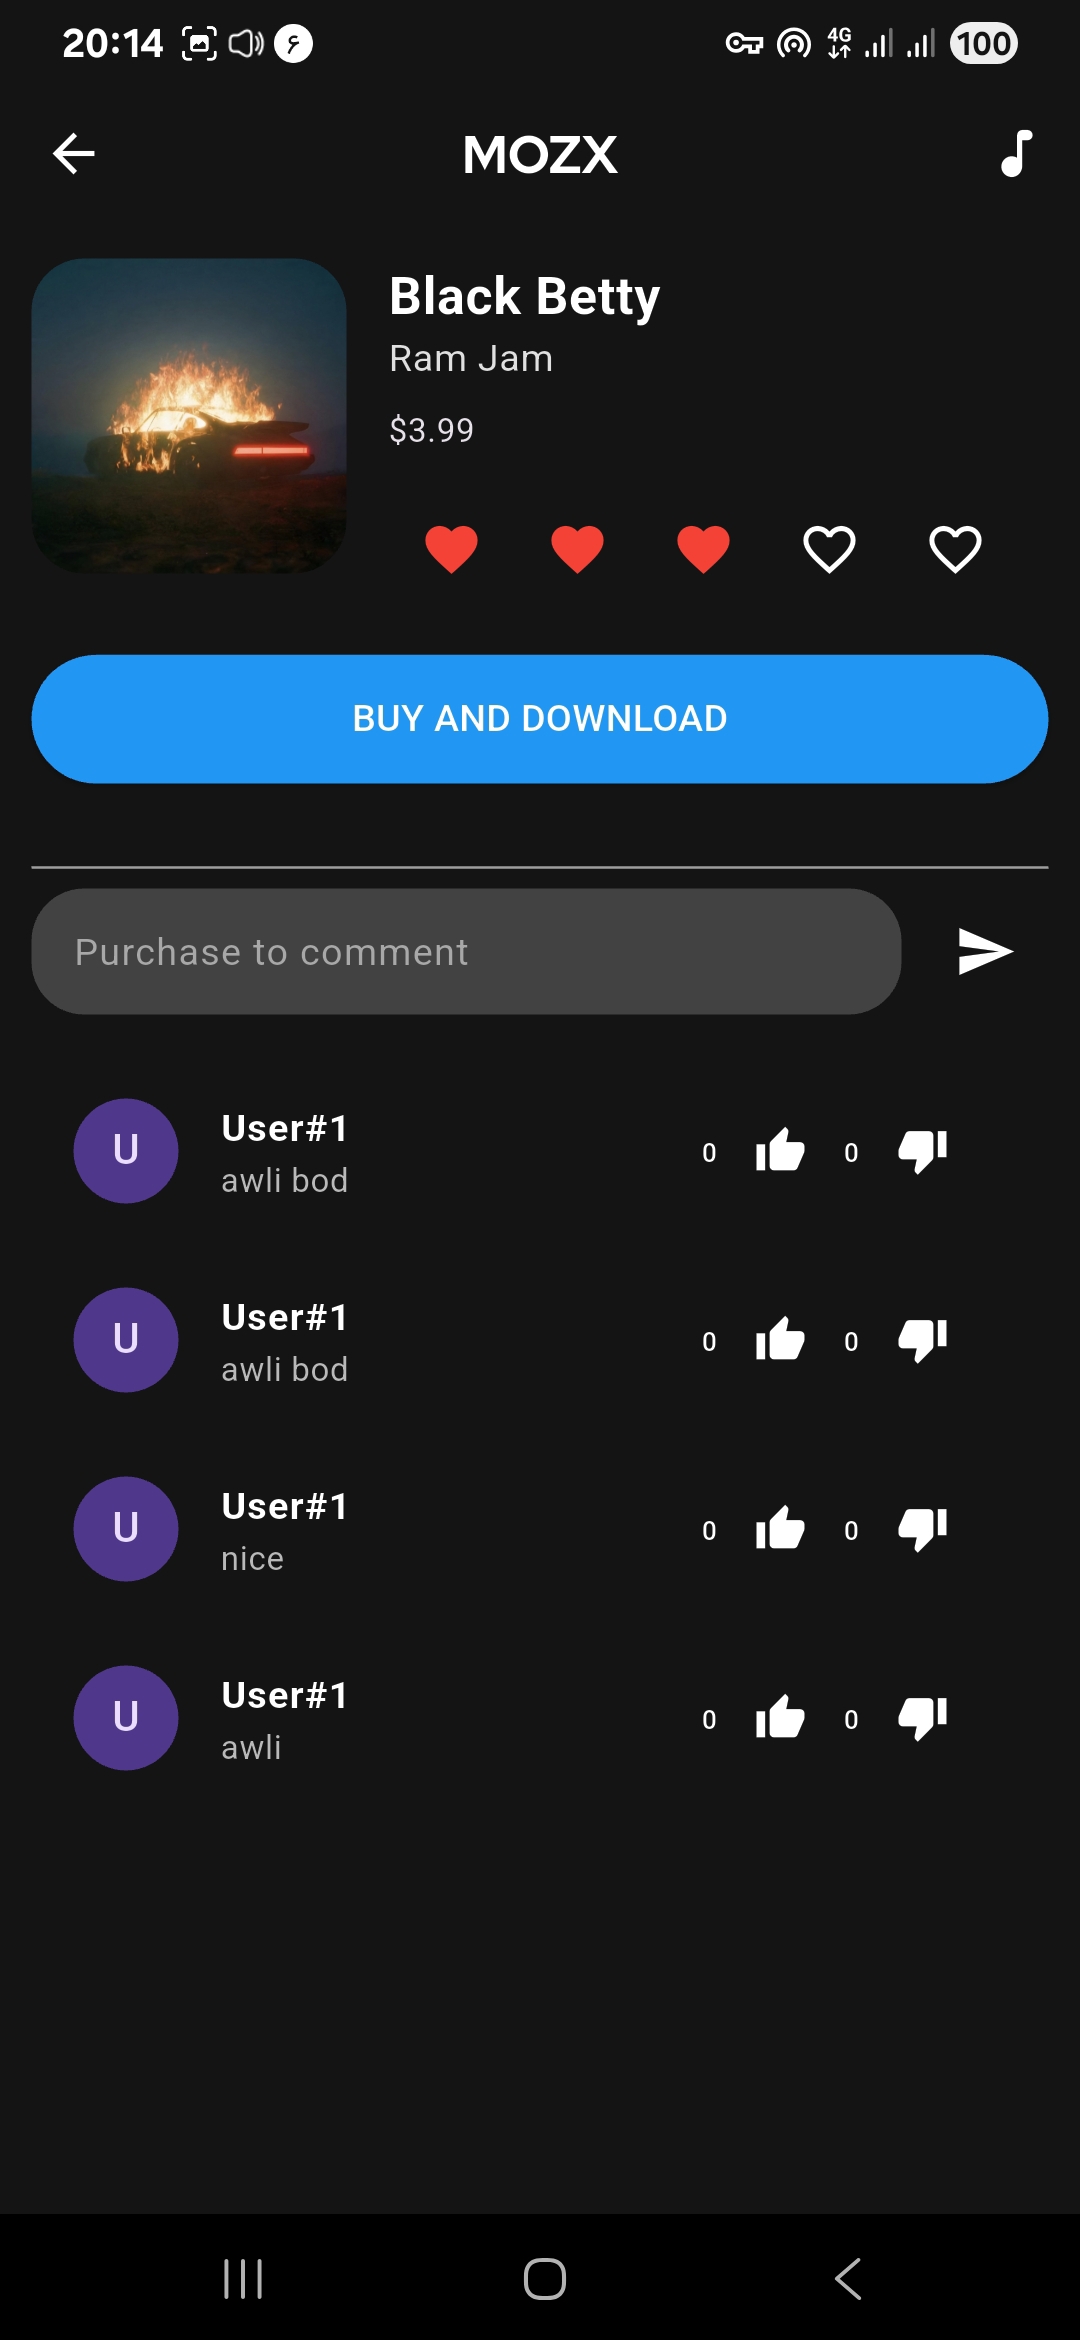 20:14
4G
100
MOZX
Black Betty
Ram Jam
$3.99
BUY AND DOWNLOAD
Purchase to comment
U
User#1
awli bod
0
0
U
User#1
awli bod
0
0
U
User#1
nice
0
0
U
User#1
awli
0
0